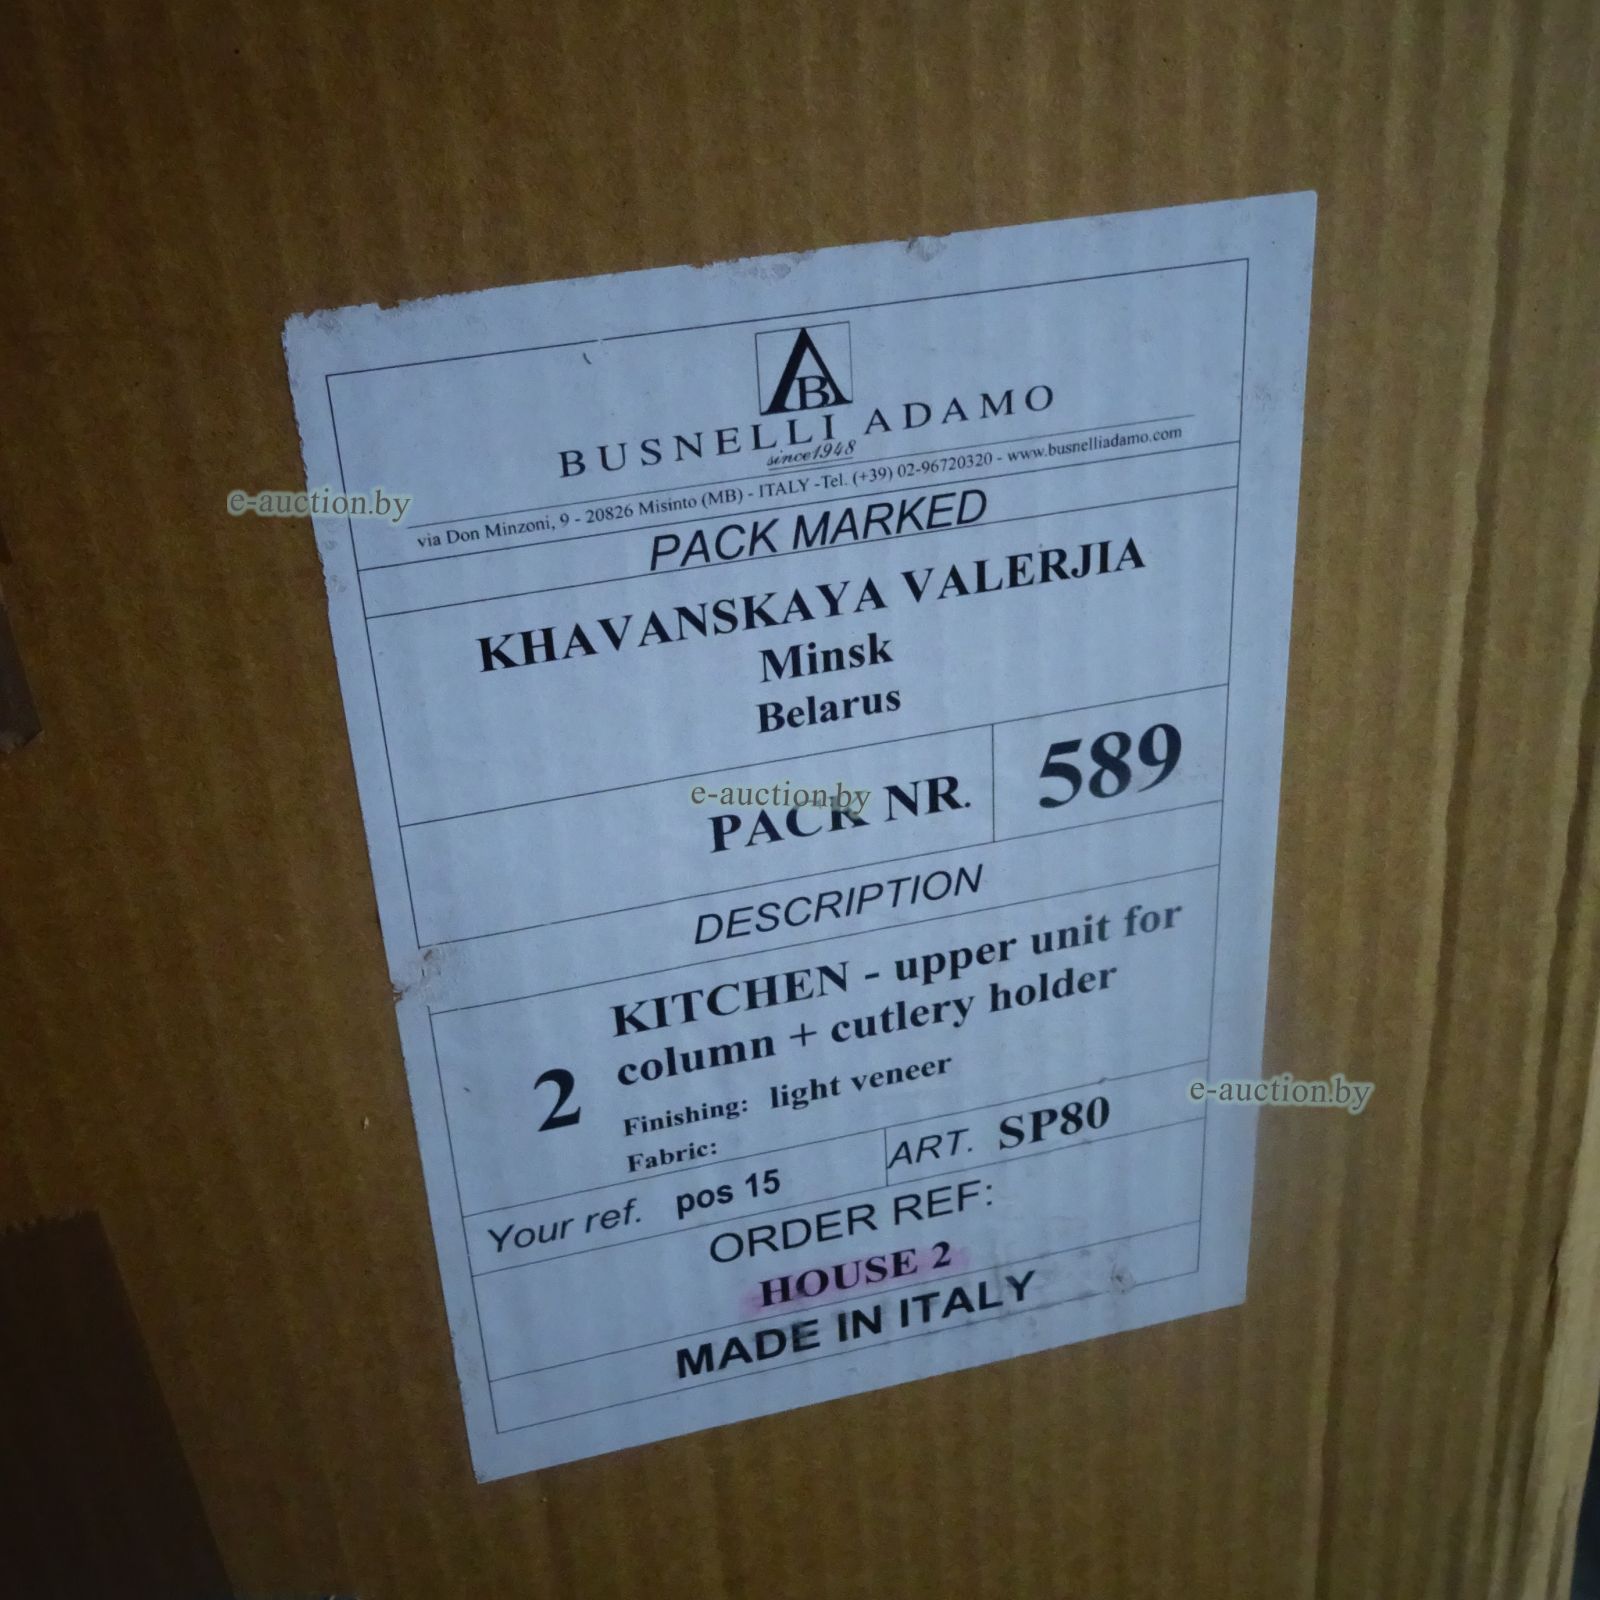 AB
BUSNELLI ADAMO
since 1948
via Don Minzoni, 9 - 20826 Misinto (MB) - ITALY -Tel. (+39) 02-96720320 - www.busnelliadamo.com
PACK MARKED
KHAVANSKAYA VALERJIA
Minsk
Belarus
PACK NR. 589
DESCRIPTION
2 KITCHEN - upper unit for
column + cutlery holder
Finishing: light veneer
Fabric:
Your ref. pos 15 ART. SP80
ORDER REF:
HOUSE 2
MADE IN ITALY
e-auction.by
e-auction.by
e-auction.by